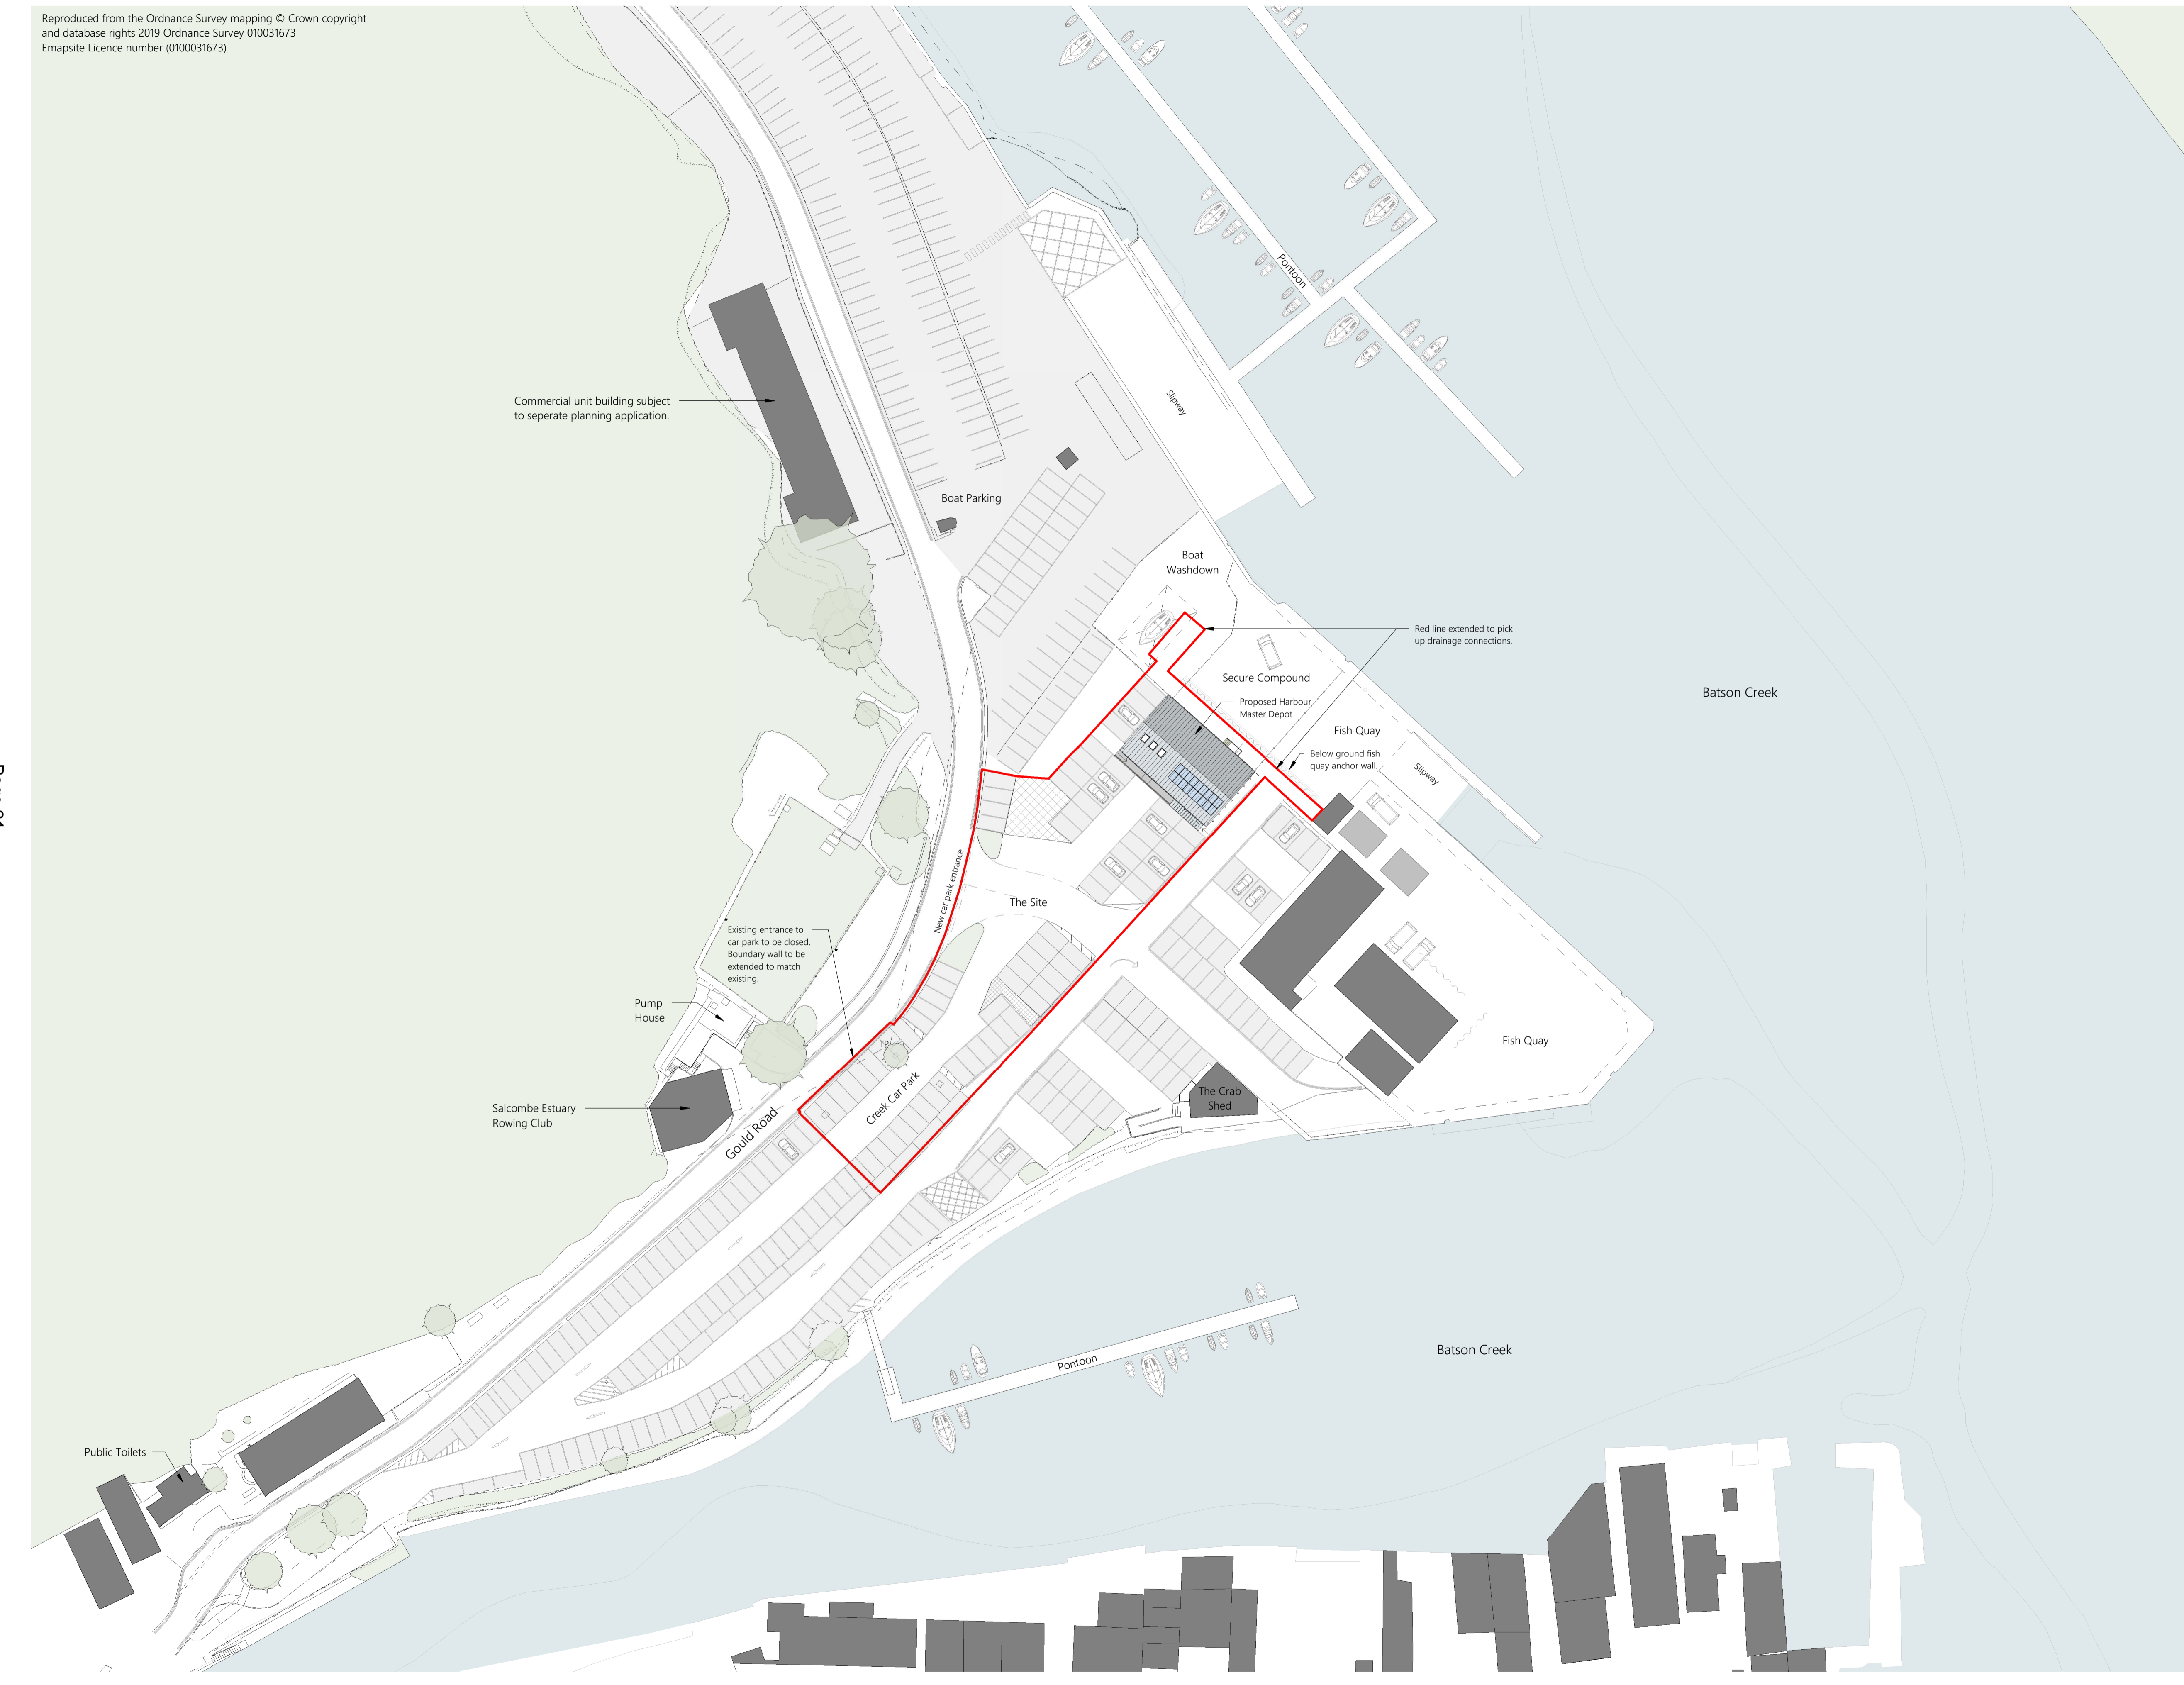 Reproduced from the Ordnance Survey mapping © Crown copyright
and database rights 2019 Ordnance Survey 010031673
Emapsite Licence number (0100031673)
Pontoon
Commercial unit building subject
to seperate planning application.
Slipway
Boat Parking
Boat
Washdown
Red line extended to pick
up drainage connections.
Secure Compound
Batson Creek
Proposed Harbour
Master Depot
Fish Quay
Below ground fish
quay anchor wall.
Slipway
New car park entrance
The Site
Existing entrance to
car park to be closed.
Boundary wall to be
extended to match
existing.
Pump
House
TP
Fish Quay
Creek Car Park
The Crab
Shed
Salcombe Estuary
Rowing Club
Gould Road
Pontoon
Batson Creek
Public Toilets